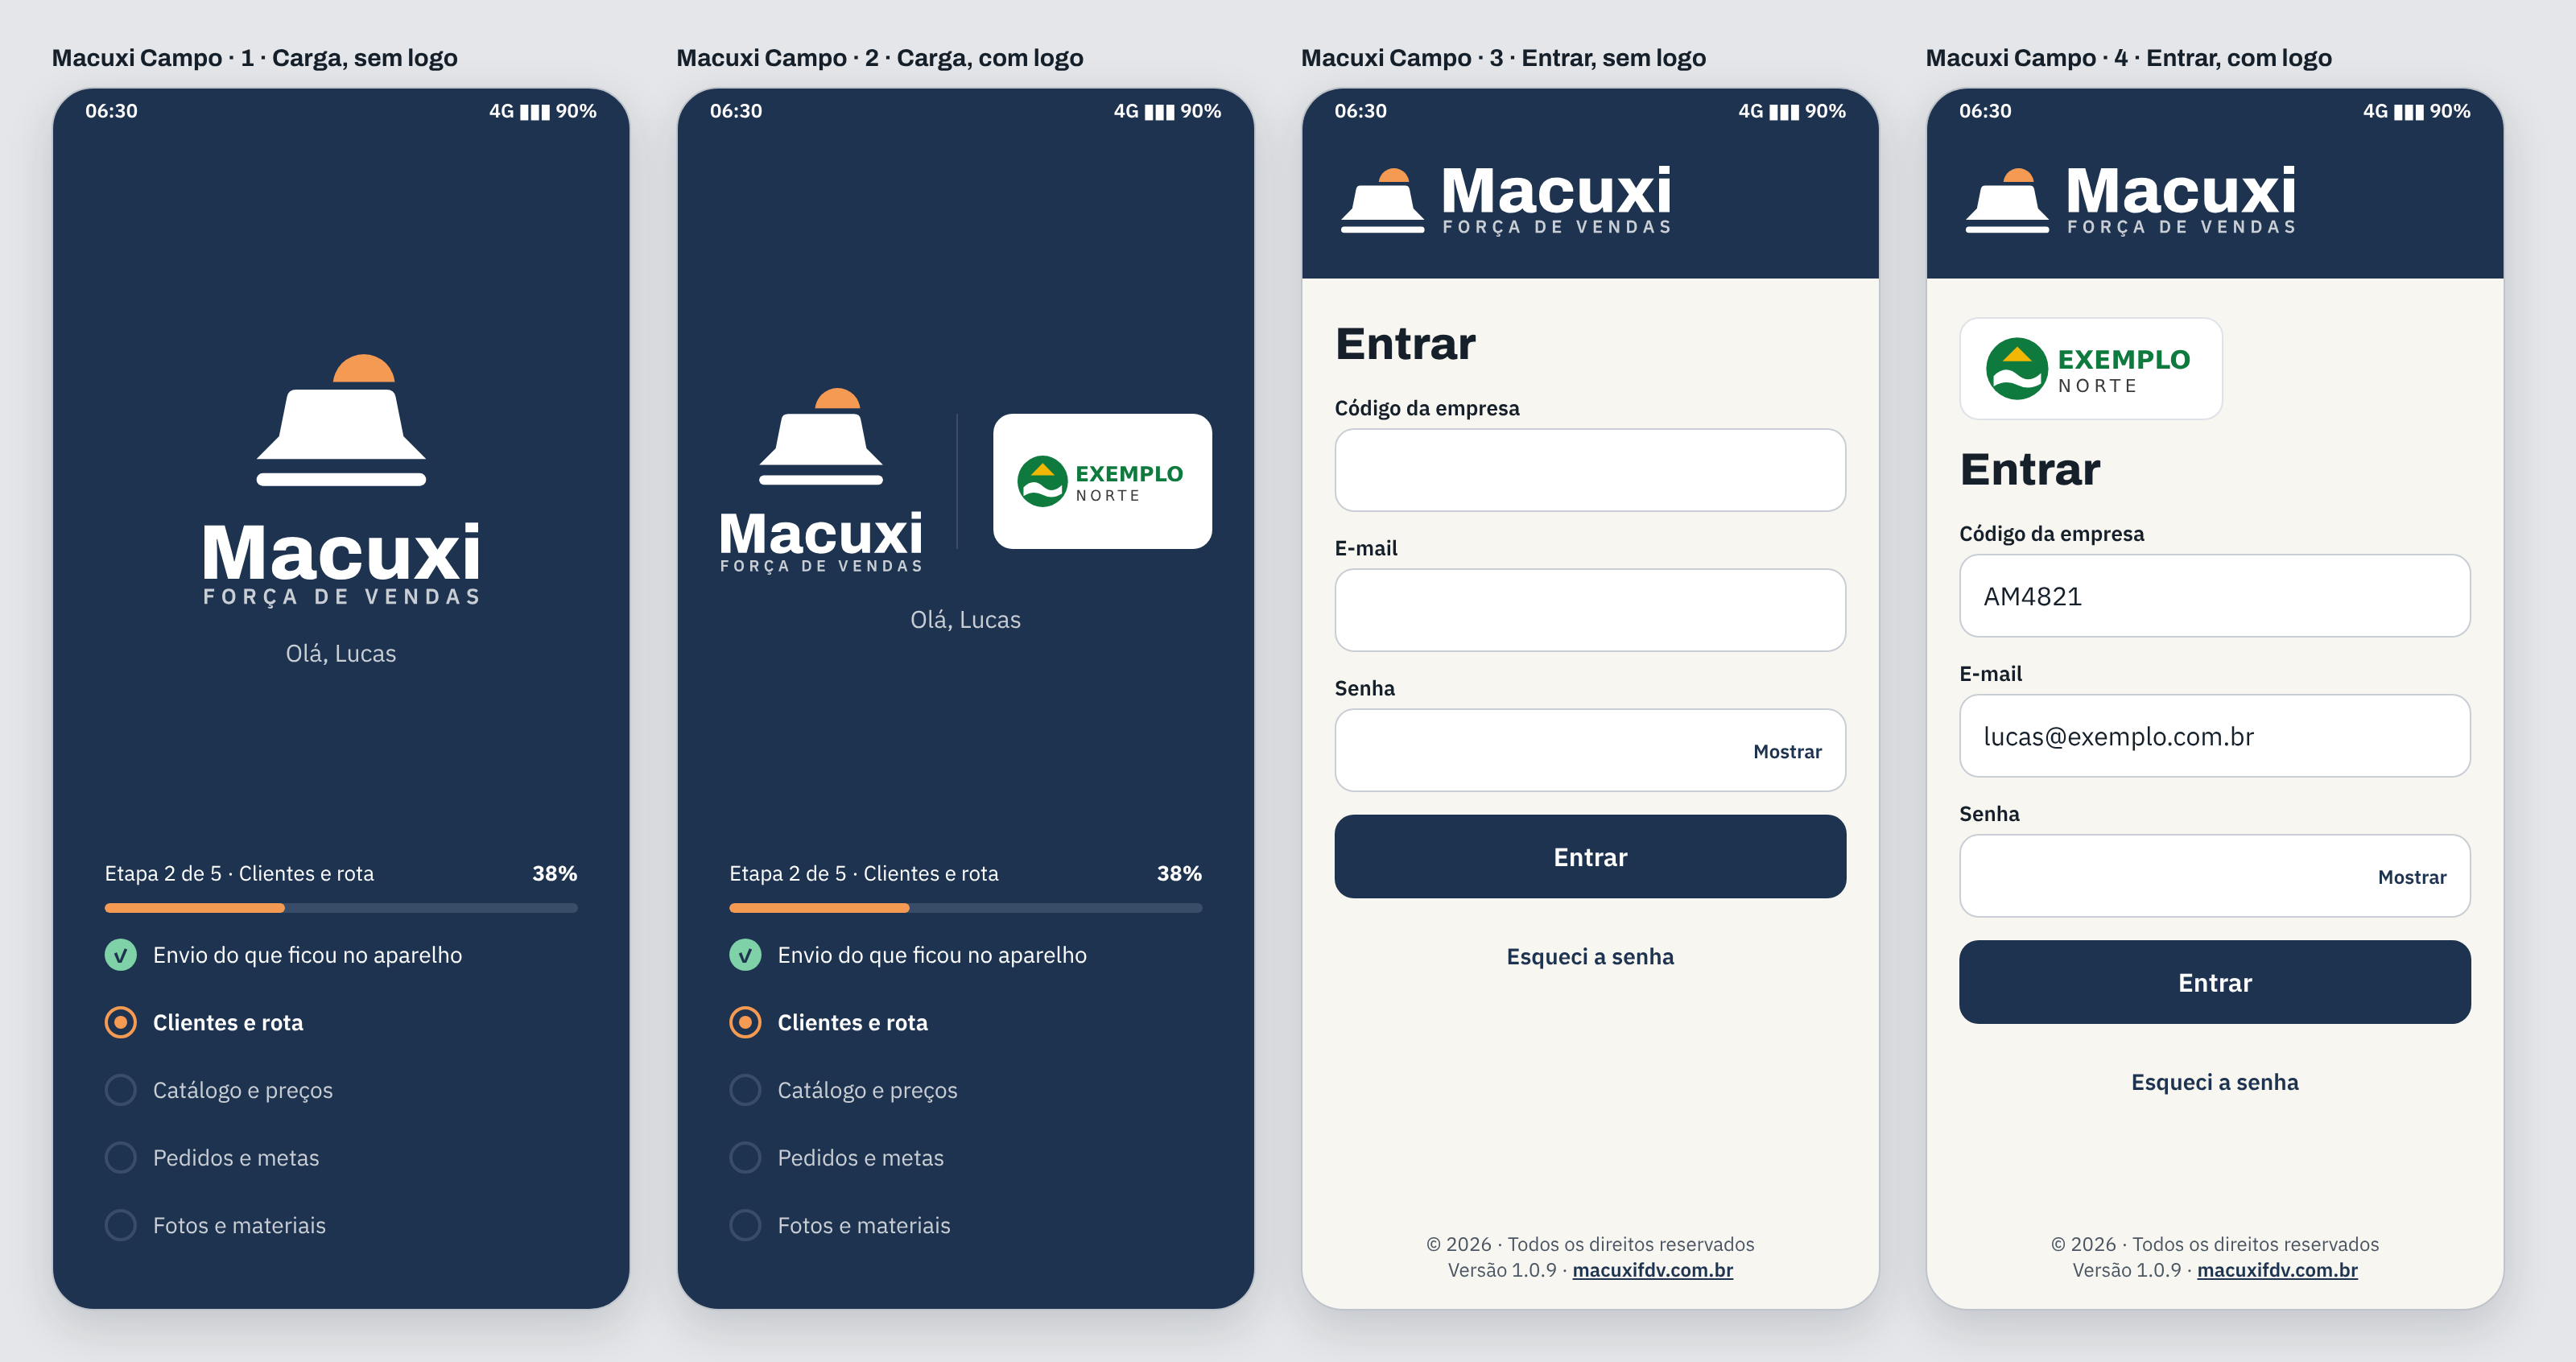 Macuxi Campo · 1 · Carga, sem logo
06:30
4G 90%
Macuxi
FORÇA DE VENDAS
Olá, Lucas
Etapa 2 de 5 · Clientes e rota
38%
Envio do que ficou no aparelho
Clientes e rota
Catálogo e preços
Pedidos e metas
Fotos e materiais
Macuxi Campo · 2 · Carga, com logo
06:30
4G 90%
Macuxi
FORÇA DE VENDAS
EXEMPLO
NORTE
Olá, Lucas
Etapa 2 de 5 · Clientes e rota
38%
Envio do que ficou no aparelho
Clientes e rota
Catálogo e preços
Pedidos e metas
Fotos e materiais
Macuxi Campo · 3 · Entrar, sem logo
06:30
4G 90%
Macuxi
FORÇA DE VENDAS
Entrar
Código da empresa
E-mail
Senha
Mostrar
Entrar
Esqueci a senha
© 2026 · Todos os direitos reservados
Versão 1.0.9 · macuxifdv.com.br
Macuxi Campo · 4 · Entrar, com logo
06:30
4G 90%
Macuxi
FORÇA DE VENDAS
EXEMPLO
NORTE
Entrar
Código da empresa
AM4821
E-mail
lucas@exemplo.com.br
Senha
Mostrar
Entrar
Esqueci a senha
© 2026 · Todos os direitos reservados
Versão 1.0.9 · macuxifdv.com.br